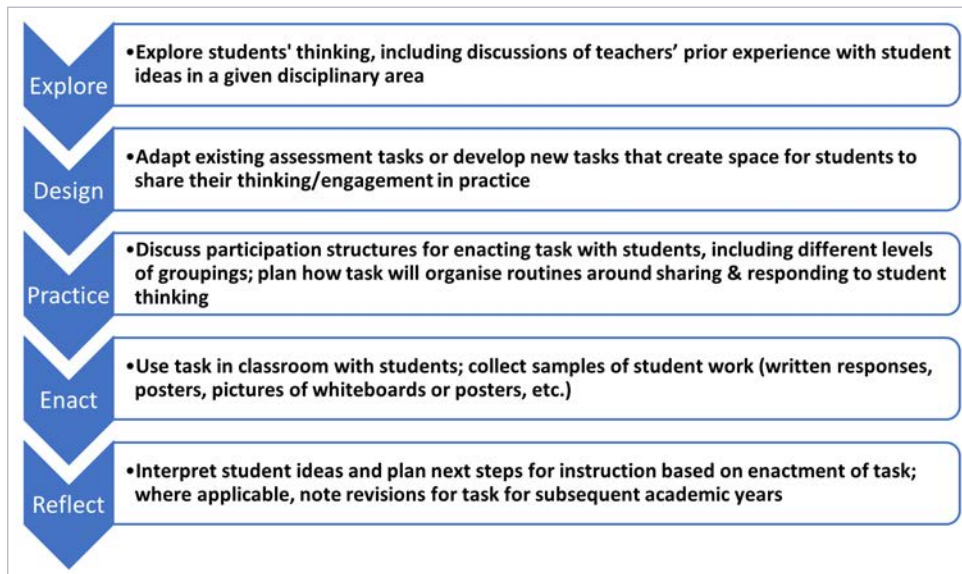 Explore
•Explore students' thinking, including discussions of teachers’ prior experience with student
ideas in a given disciplinary area
Design
•Adapt existing assessment tasks or develop new tasks that create space for students to
share their thinking/engagement in practice
Practice
•Discuss participation structures for enacting task with students, including different levels
of groupings; plan how task will organise routines around sharing & responding to student
thinking
Enact
•Use task in classroom with students; collect samples of student work (written responses,
posters, pictures of whiteboards or posters, etc.)
Reflect
•Interpret student ideas and plan next steps for instruction based on enactment of task;
where applicable, note revisions for task for subsequent academic years